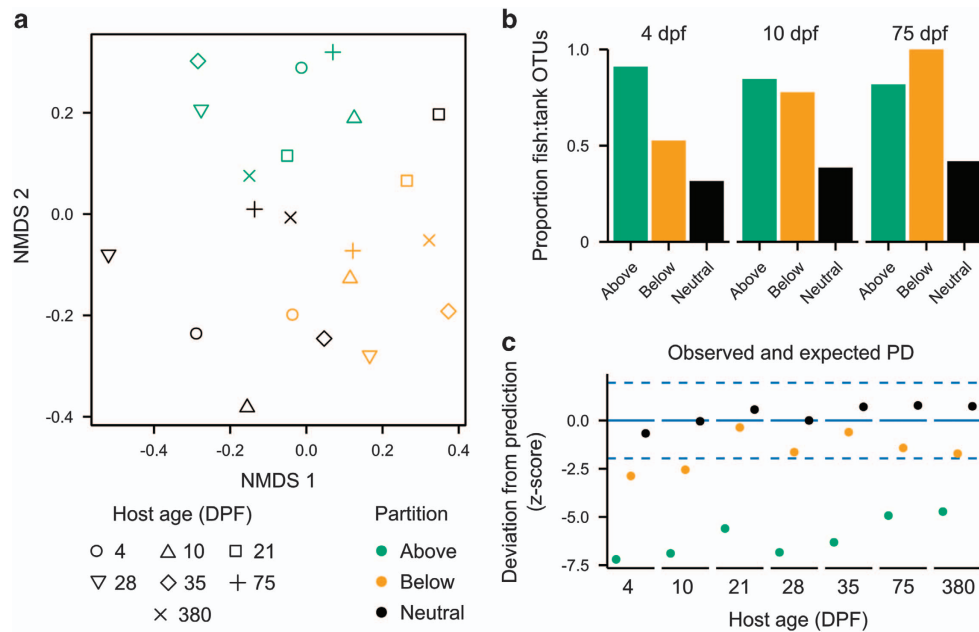 a
0.2
0.0
-0.2
-0.4
NMDS 2
-0.4 -0.2 0.0 0.2 0.4
NMDS 1
Host age (DPF)
4 10 21
28 35 75
380
Partition
Above
Below
Neutral
b
4 dpf 10 dpf 75 dpf
Proportion fish:tank OTUs
1.0
0.5
0
Above Below Neutral Above Below Neutral Above Below Neutral
c
Observed and expected PD
Deviation from prediction
(z-score)
0.0
-2.5
-5.0
-7.5
4 10 21 28 35 75 380
Host age (DPF)